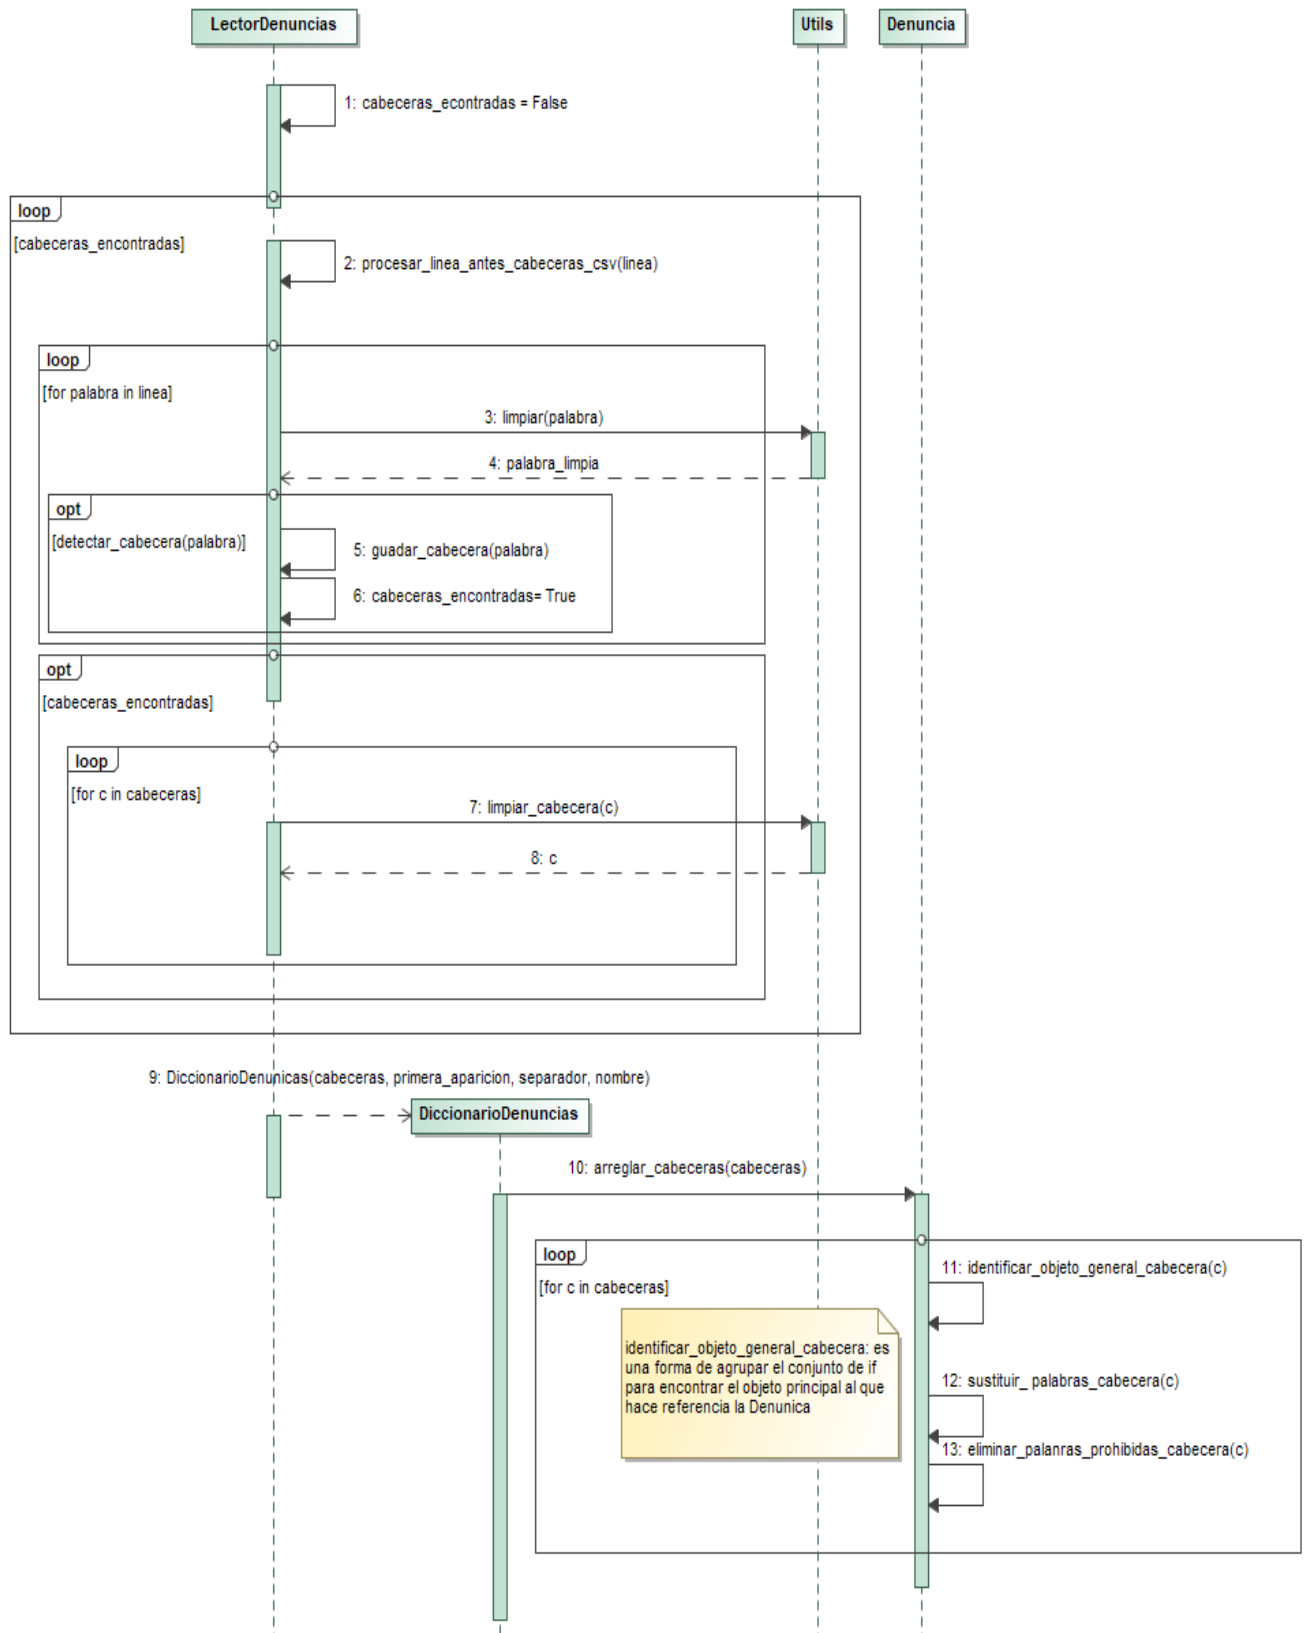 LectorDenuncias
Utils
Denuncia
1: cabeceras_econtradas = False
loop
[cabeceras_encontradas]
2: procesar_linea_antes_cabeceras_csv(linea)
loop
[for palabra in linea]
3: limpiar(palabra)
4: palabra_limpia
opt
[detectar_cabecera(palabra)]
5: guadar_cabecera(palabra)
6: cabeceras_encontradas= True
opt
[cabeceras_encontradas]
loop
[for c in cabeceras]
7: limpiar_cabecera(c)
8: c
9: DiccionarioDenunicas(cabeceras, primera_aparicion, separador, nombre)
DiccionarioDenuncias
10: arreglar_cabeceras(cabeceras)
loop
[for c in cabeceras]
11: identificar_objeto_general_cabecera(c)
identificar_objeto_general_cabecera: es
una forma de agrupar el conjunto de if
para encontrar el objeto principal al que
hace referencia la Denunica
12: sustituir_ palabras_cabecera(c)
13: eliminar_palanras_prohibidas_cabecera(c)